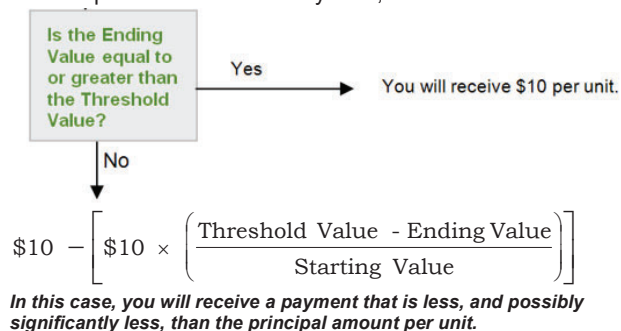 Is the Ending
Value equal to
or greater than
the Threshold
Value?
Yes
You will receive $10 per unit.
No
$10 − [ $10 × ( Threshold Value - Ending Value / Starting Value ) ]
In this case, you will receive a payment that is less, and possibly
significantly less, than the principal amount per unit.